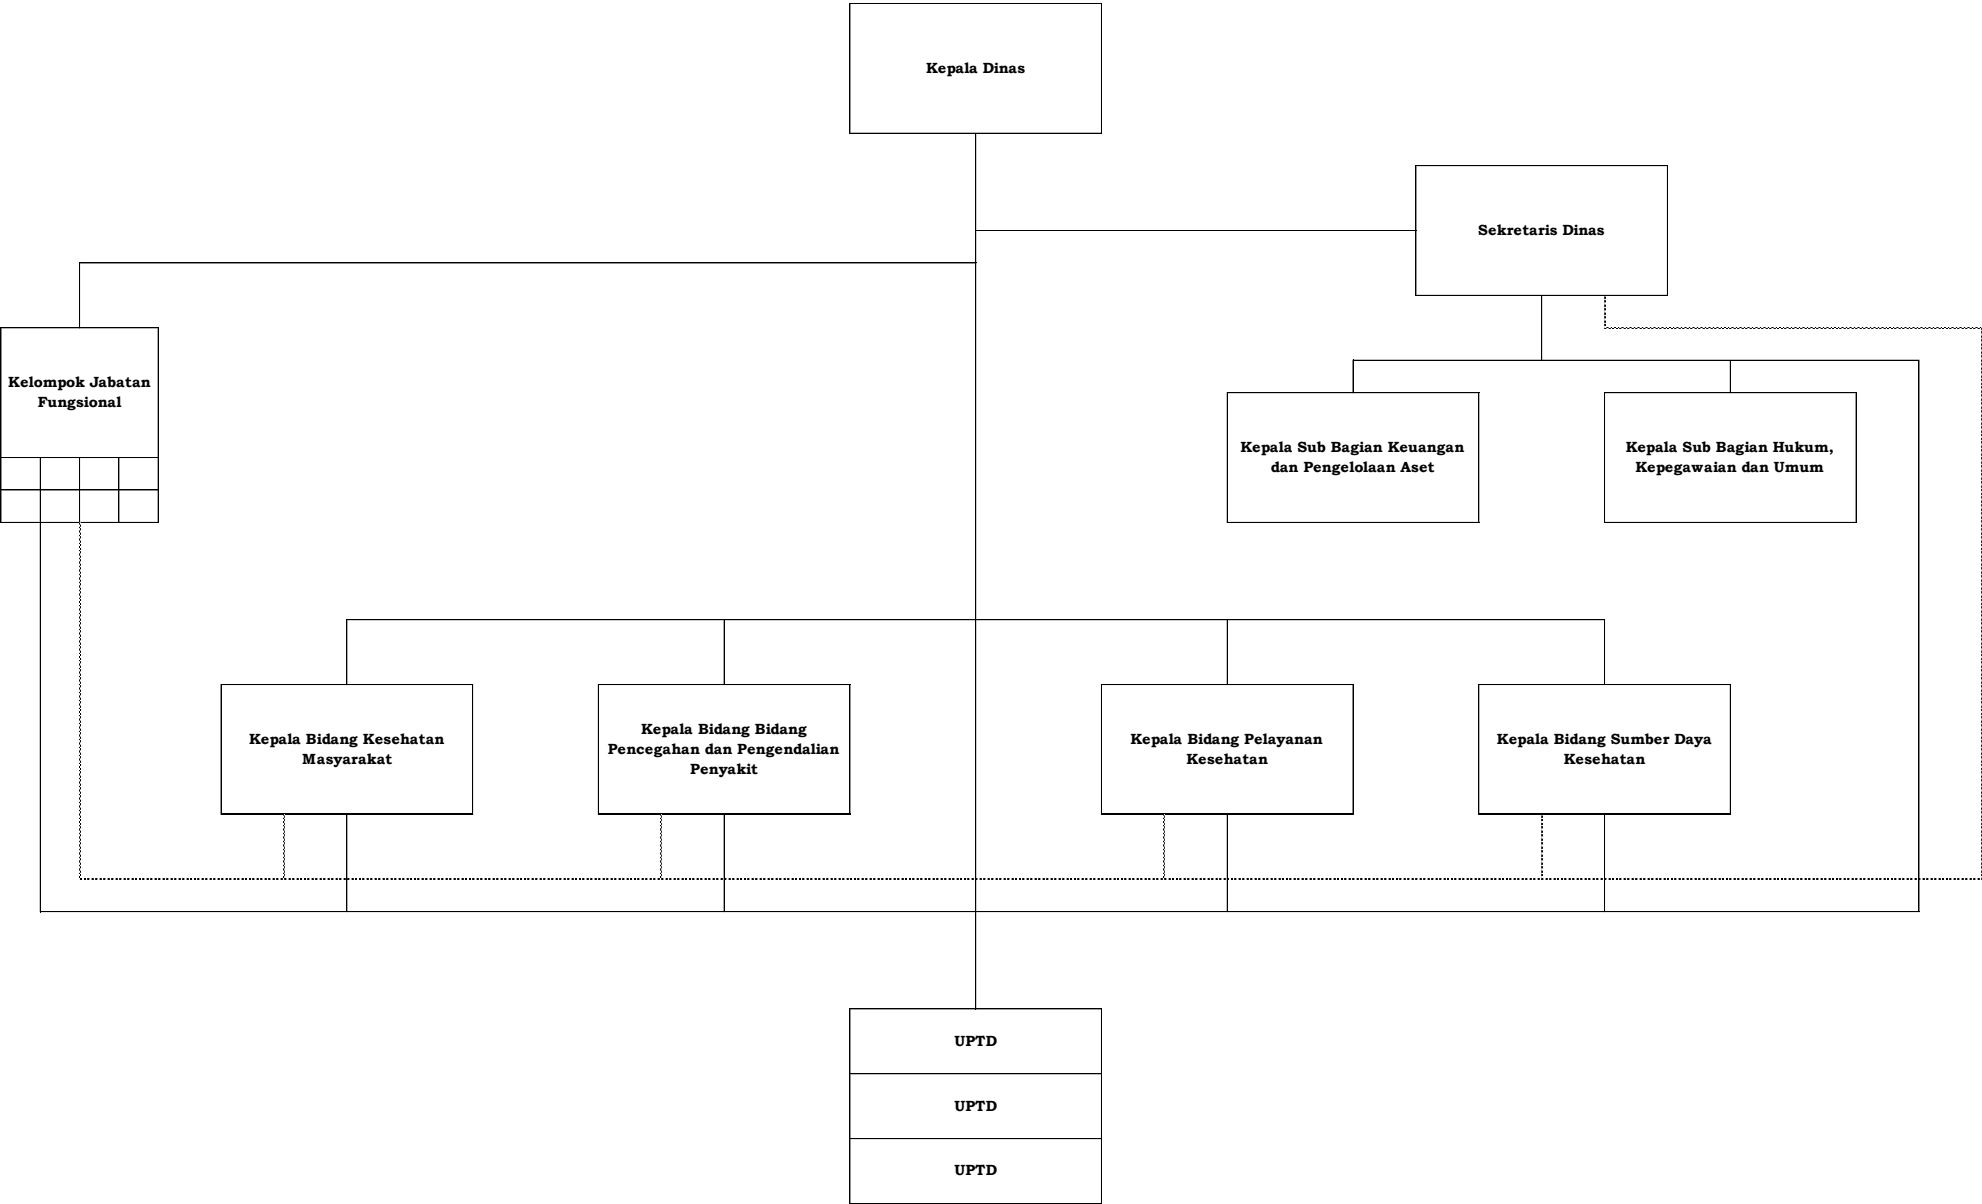 Kepala Dinas
Sekretaris Dinas
Kelompok Jabatan
Fungsional
Kepala Sub Bagian Keuangan
dan Pengelolaan Aset
Kepala Sub Bagian Hukum,
Kepegawaian dan Umum
Kepala Bidang Kesehatan
Masyarakat
Kepala Bidang Bidang
Pencegahan dan Pengendalian
Penyakit
Kepala Bidang Pelayanan
Kesehatan
Kepala Bidang Sumber Daya
Kesehatan
UPTD
UPTD
UPTD